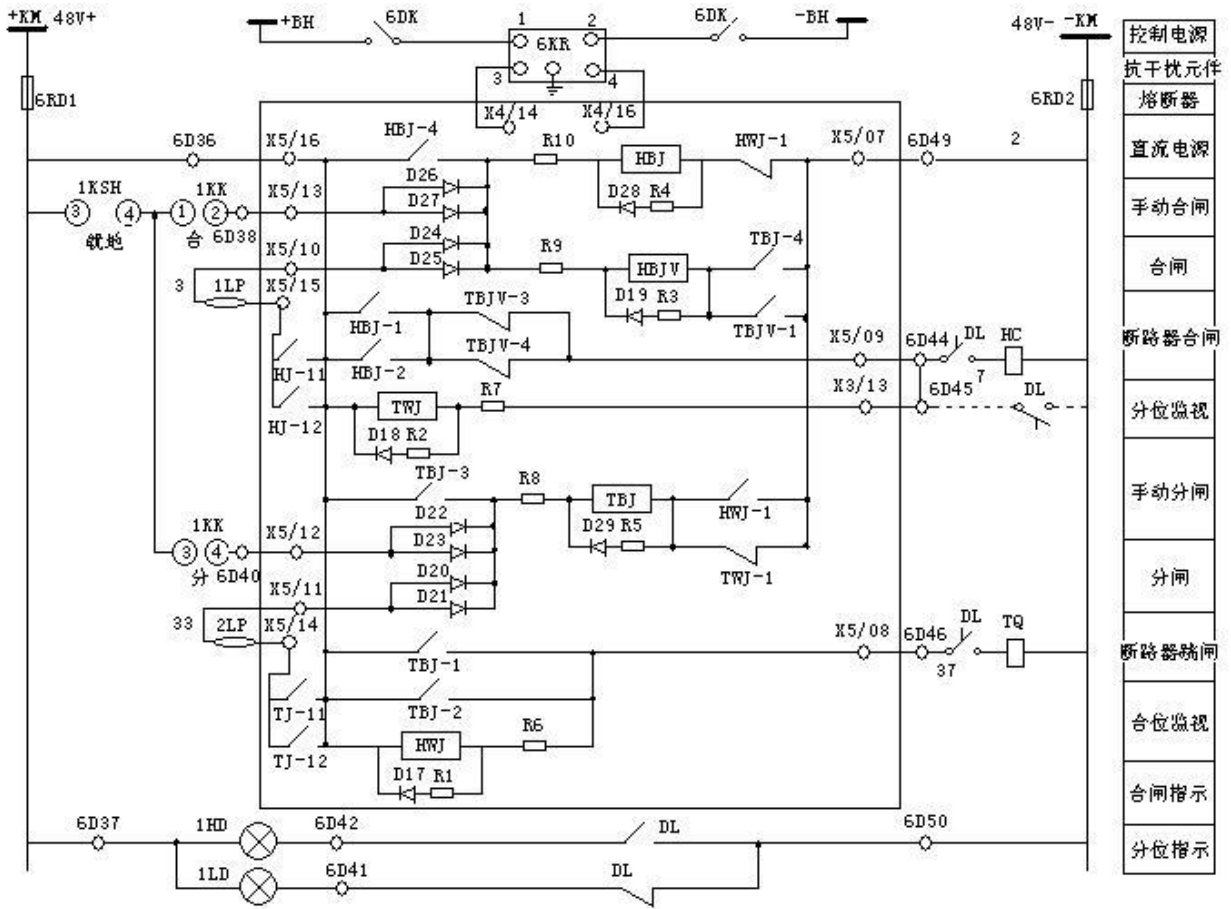 +KM 48V+ +BH 6DK 1 2 6DK -BH 48V- -KM 控制电源
6KR
3 4 抗干扰元件
6RD1 X4/14 X4/16 6RD2 熔断器
6D36 X5/16 HBJ-4 R10 HBJ HWJ-1 X5/07 6D49 2 直流电源
1KSH 1KK X5/13 D26 D28 R4
3 4 1 2 D27 手动合闸
就地 合 6D38 X5/10 D24 R9 HBJV TBJ-4
D25 合闸
3 1LP X5/15 D19 R3
HBJ-1 TBJV-3 TBJV-1
HJ-11 HBJ-2 TBJV-4 X5/09 6D44 DL HC 断路器合闸
7
X3/13 6D45 DL
HJ-12 TWJ R7 分位监视
D18 R2
TBJ-3 R8 TBJ HWJ-1 手动分闸
D22
1KK X5/12 D23 D29 R5
3 4 TWJ-1
分 6D40 D20 分闸
X5/11 D21
33 2LP X5/14 X5/08 6D46 DL TQ
TBJ-1 37 断路器跳闸
TJ-11 TBJ-2
TJ-12 HWJ R6 合位监视
D17 R1
合闸指示
6D37 1HD 6D42 DL 6D50
1LD 6D41 DL 分位指示